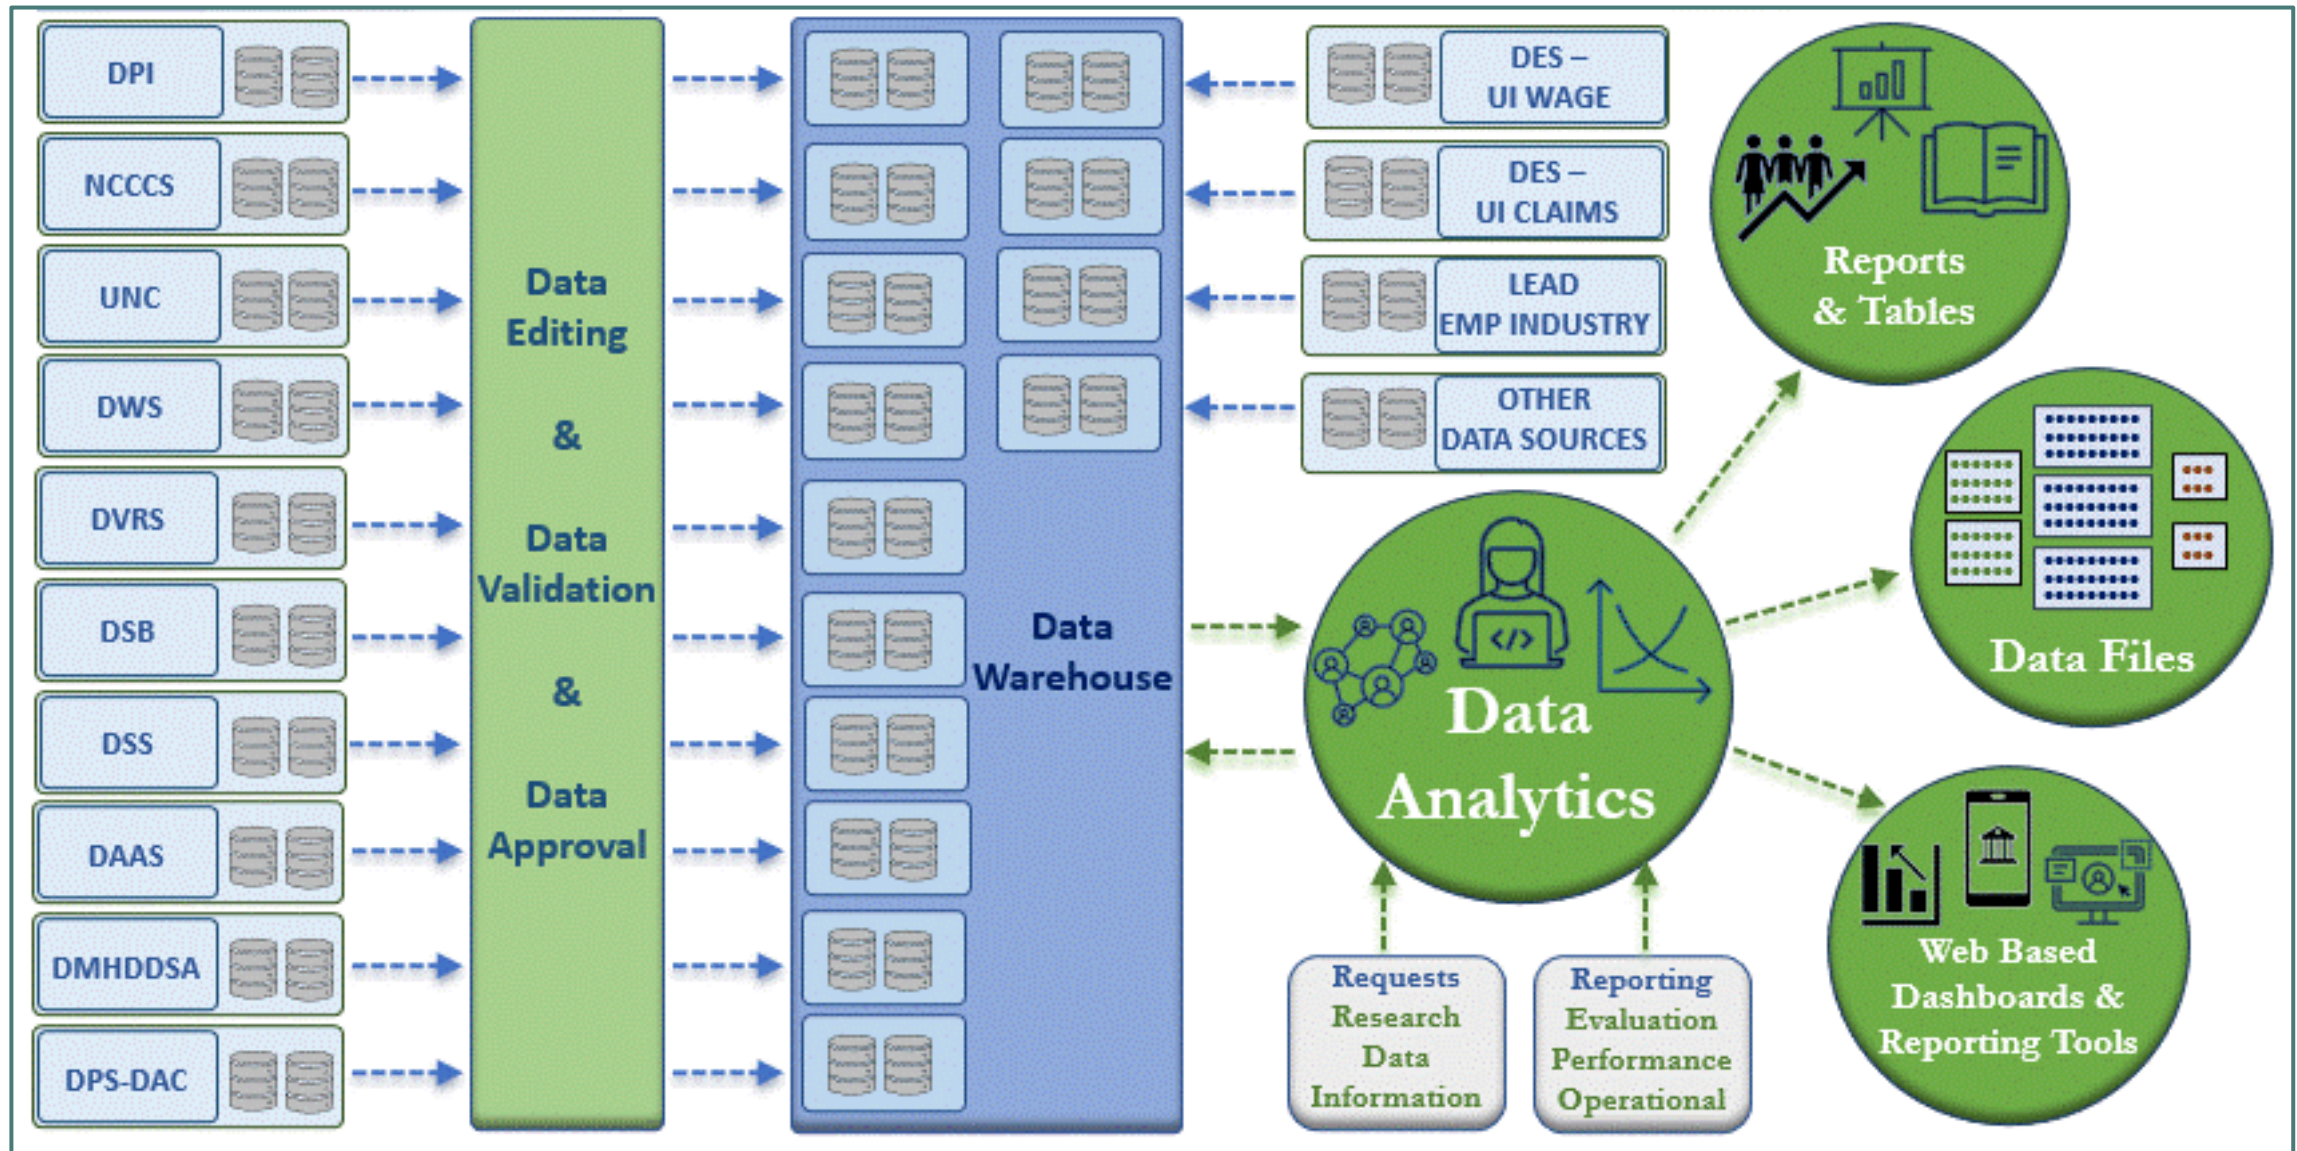 DPI
NCCCS
UNC
DWS
DVRS
DSB
DSS
DAAS
DMHDDSA
DPS-DAC
Data
Editing
&
Data
Validation
&
Data
Approval
Data
Warehouse
DES –
UI WAGE
DES –
UI CLAIMS
LEAD
EMP INDUSTRY
OTHER
DATA SOURCES
</>
Data
Analytics
Requests
Research
Data
Information
Reporting
Evaluation
Performance
Operational
Reports
& Tables
Data Files
Web Based
Dashboards &
Reporting Tools